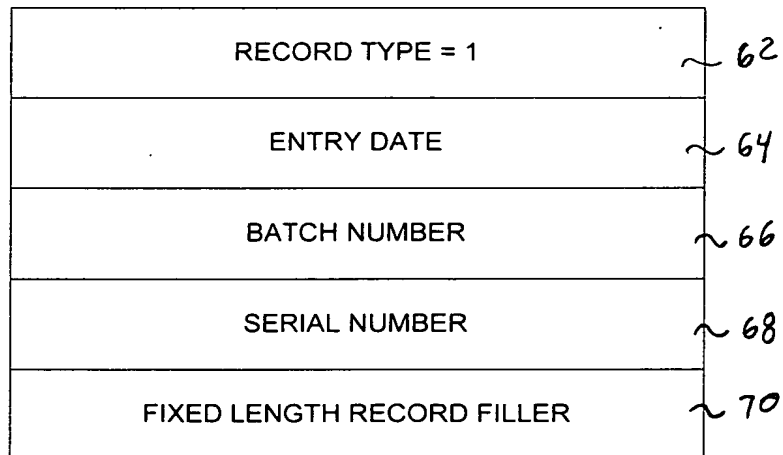 RECORD TYPE = 1 62
ENTRY DATE 64
BATCH NUMBER 66
SERIAL NUMBER 68
FIXED LENGTH RECORD FILLER 70